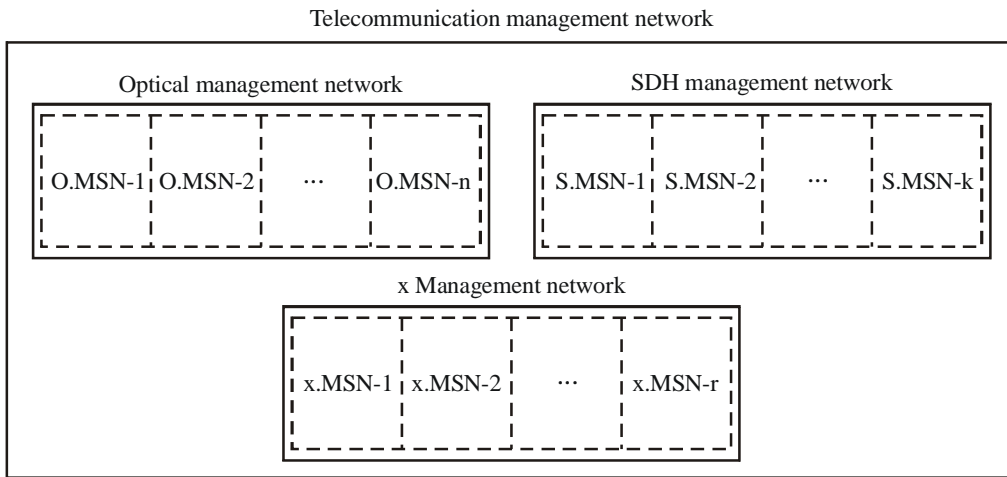 Telecommunication management network
Optical management network
SDH management network
O.MSN-1 O.MSN-2 ... O.MSN-n
S.MSN-1 S.MSN-2 ... S.MSN-k
x Management network
x.MSN-1 x.MSN-2 ... x.MSN-r